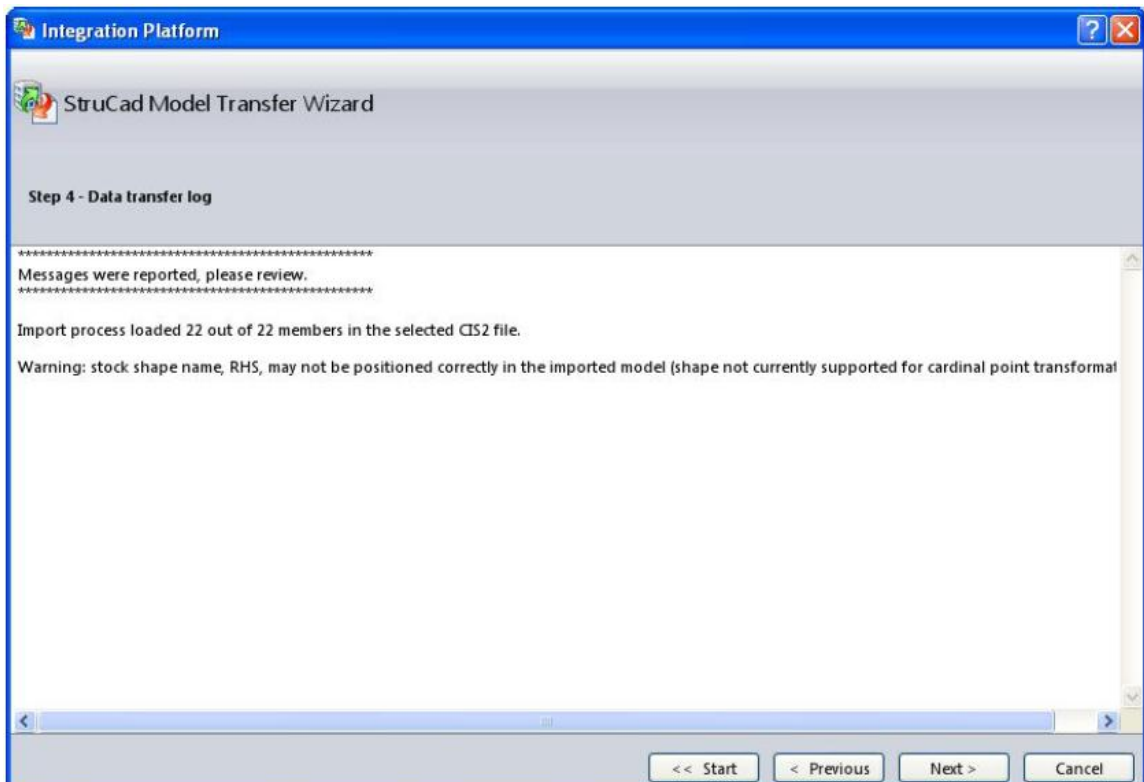 Integration Platform
StruCad Model Transfer Wizard
Step 4 - Data transfer log
**************************************************
Messages were reported, please review.
**************************************************
Import process loaded 22 out of 22 members in the selected CIS2 file.
Warning: stock shape name, RHS, may not be positioned correctly in the imported model (shape not currently supported for cardinal point transformat
<< Start < Previous Next > Cancel